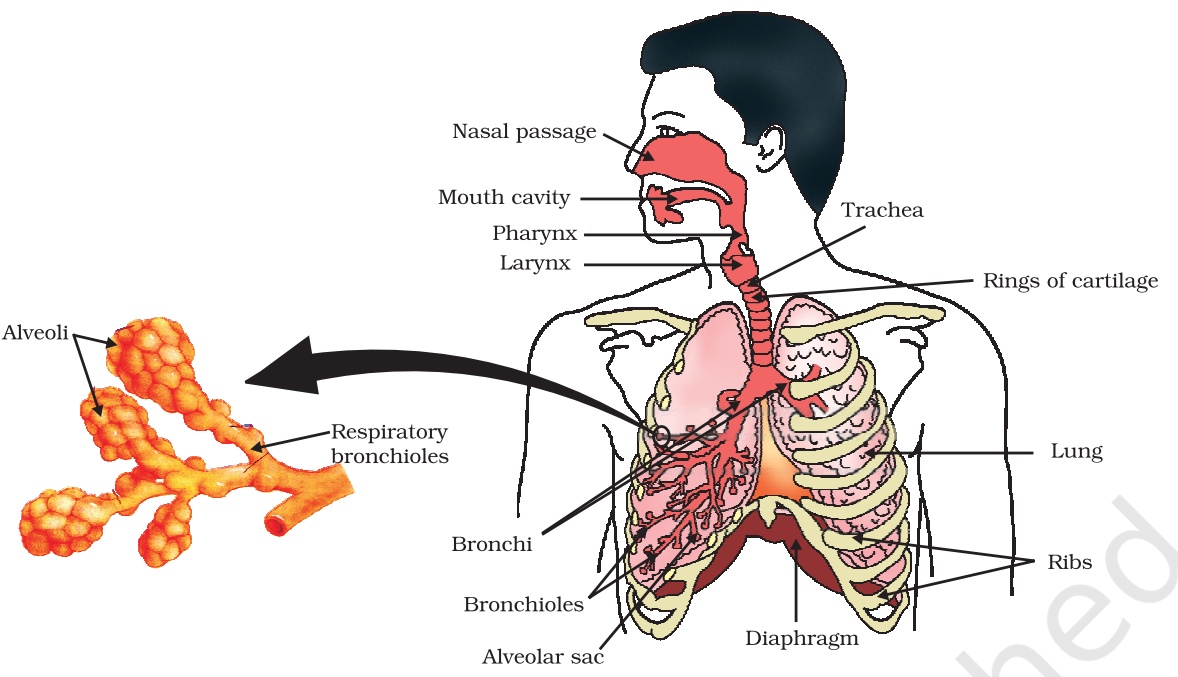 Nasal passage
Mouth cavity
Pharynx
Larynx
Trachea
Rings of cartilage
Alveoli
Respiratory
bronchioles
Lung
Bronchi
Ribs
Bronchioles
Diaphragm
Alveolar sac
hed